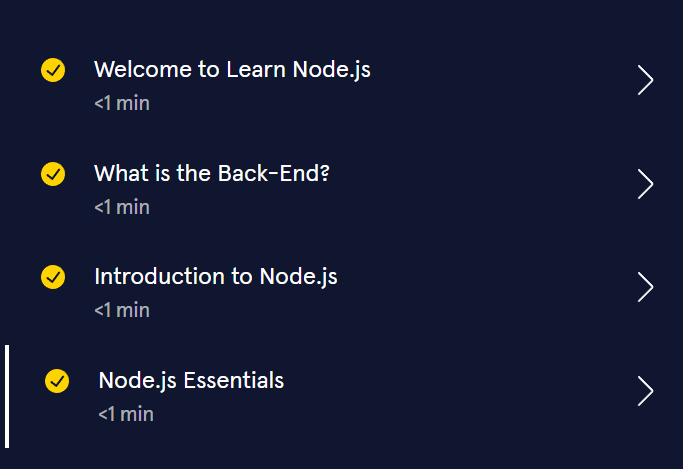 Welcome to Learn Node.js
<1 min
What is the Back-End?
<1 min
Introduction to Node.js
<1 min
Node.js Essentials
<1 min